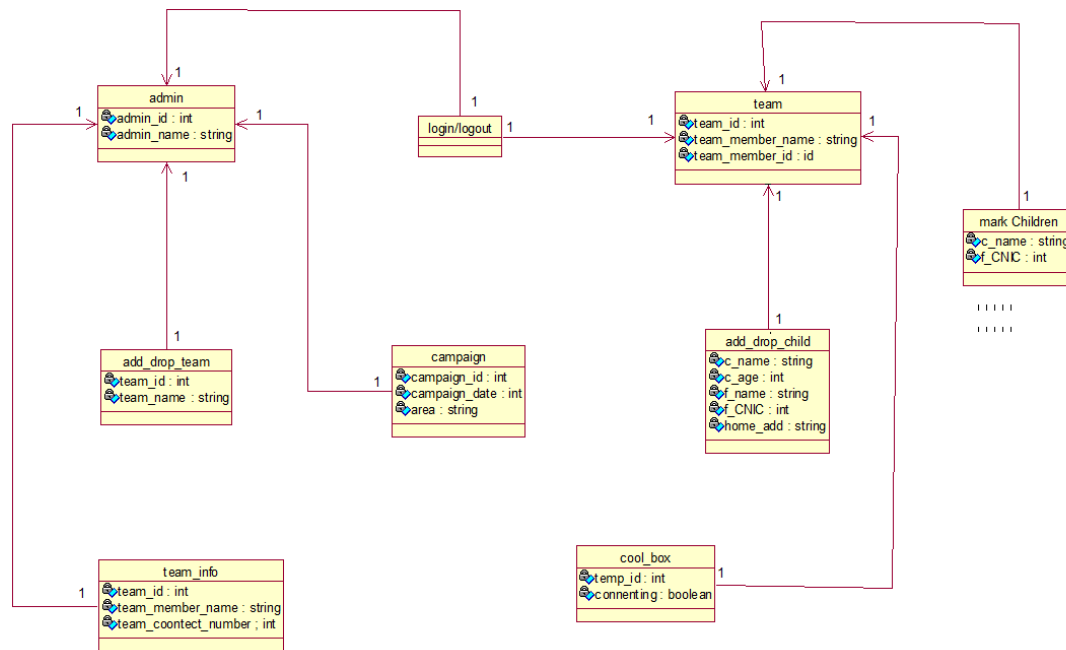 1
1
admin
admin_id : int
admin_name : string
1
1
1
1
login/logout
1
1
1
team
team_id : int
team_member_name : string
team_member_id : id
1
1
1
mark Children
c_name : string
f_CNIC : int
1
add_drop_team
team_id : int
team_name : string
1
campaign
campaign_id : int
campaign_date : int
area : string
1
add_drop_child
c_name : string
c_age : int
f_name : string
f_CNIC : int
home_add : string
1
team_info
team_id : int
team_member_name : string
team_coontect_number ; int
cool_box
temp_id : int
connenting : boolean
1